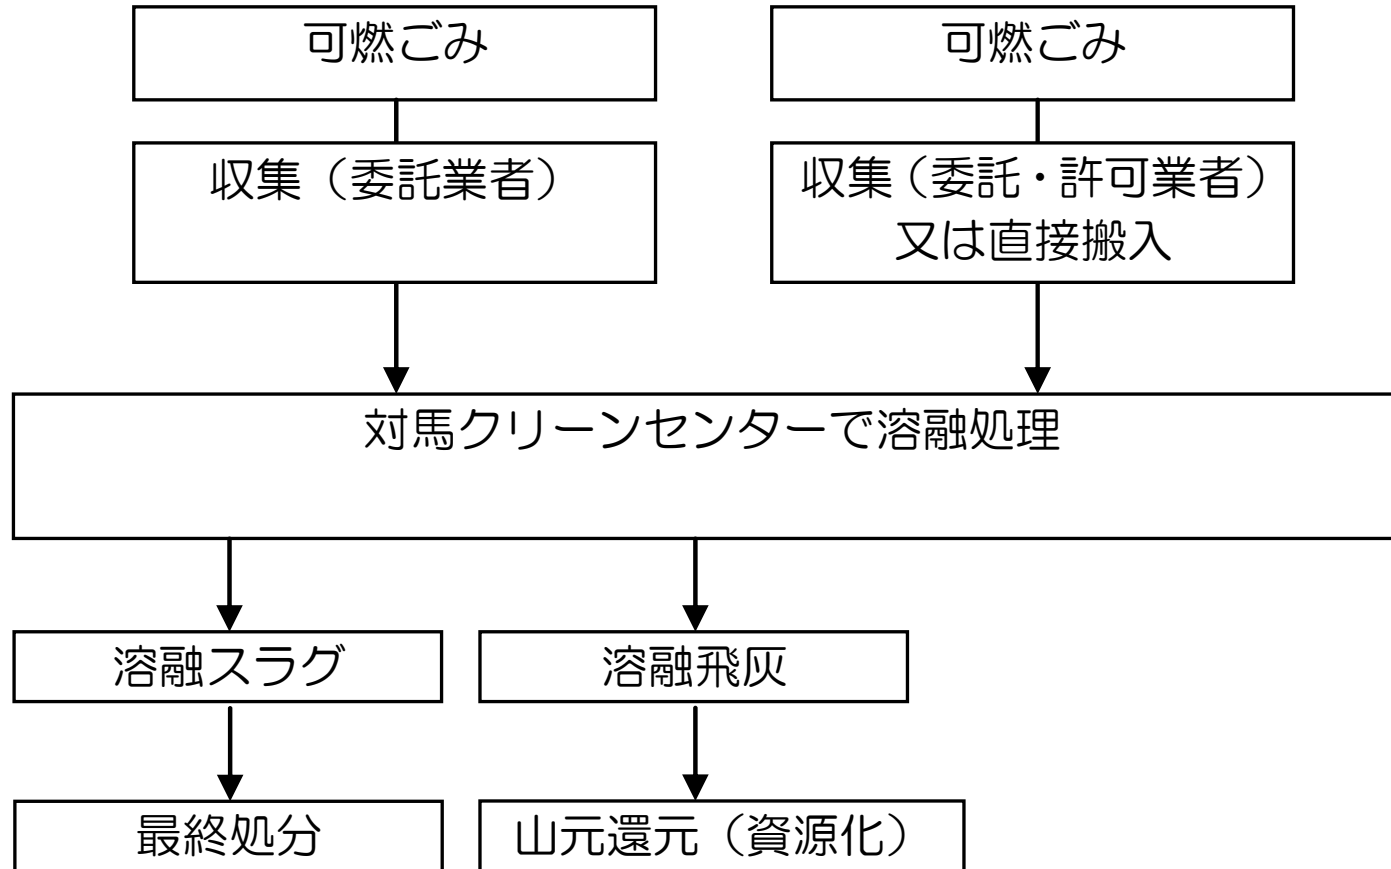 可燃ごみ
可燃ごみ
収集（委託業者）
収集（委託・許可業者）
又は直接搬入
対馬クリーンセンターで溶融処理
溶融スラグ
溶融飛灰
最終処分
山元還元（資源化）